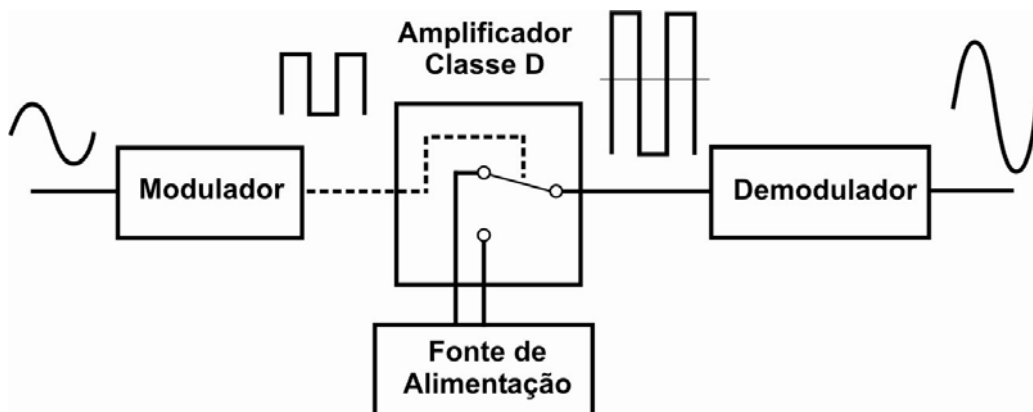 Amplificador
Classe D
Modulador
Demodulador
Fonte de
Alimentação